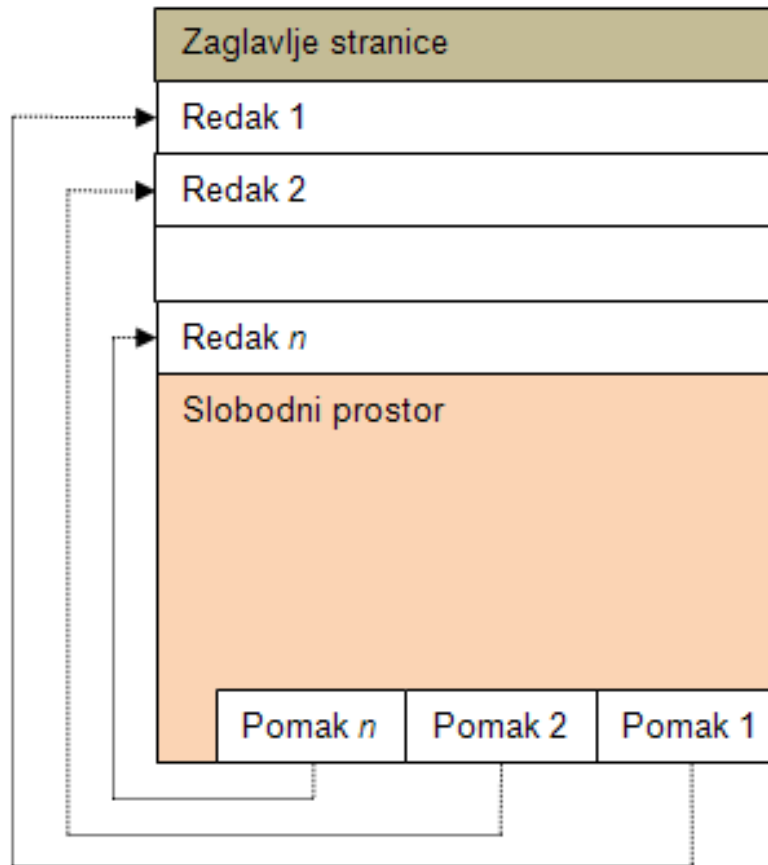 Zaglavlje stranice
Redak 1
Redak 2
Redak n
Slobodni prostor
Pomak n Pomak 2 Pomak 1